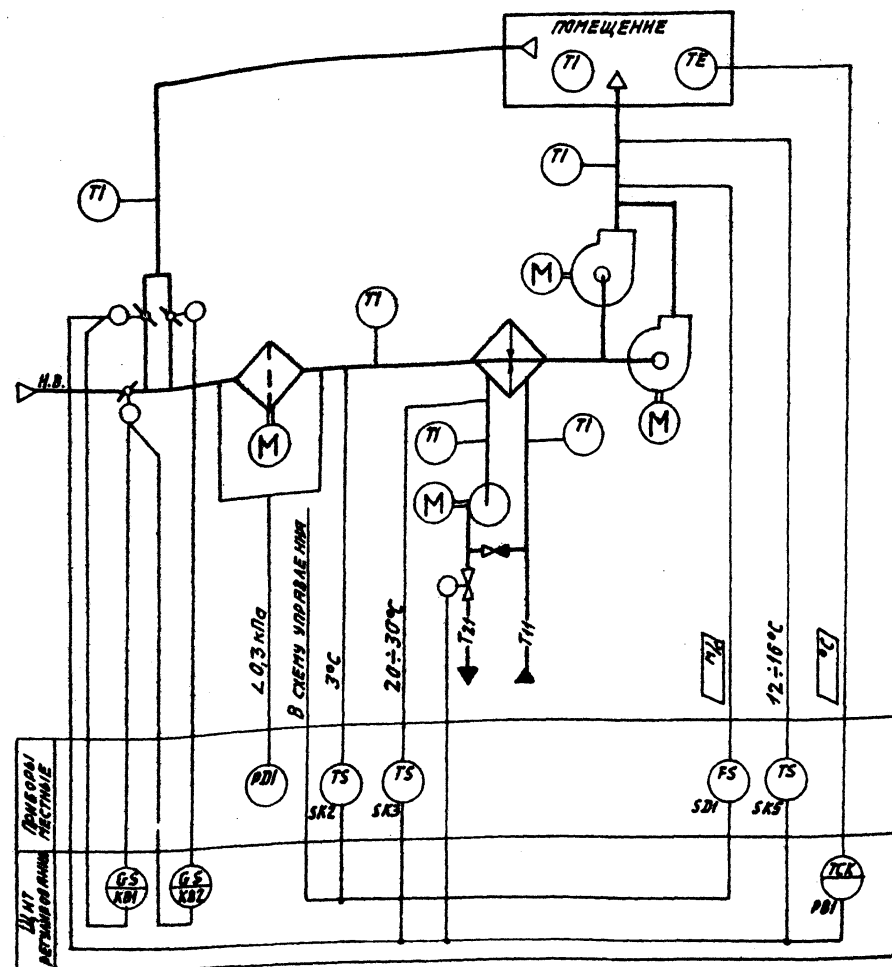 ПОМЕЩЕНИЕ
TI
TE
TI
TI
M
TI
Н.В.
M
M
TI
TI
M
В СХЕМУ УПРАВЛЕНИЯ
<0,3 кПа
3°C
20÷30°C
T21
T11
12÷16°C
°C
ПРИБОРЫ
МЕСТНЫЕ
PDI
TS
SK2
TS
SK3
FS
SD1
TS
SK5
ЩИТ
GS
KB1
GS
KB2
TCK
PB1